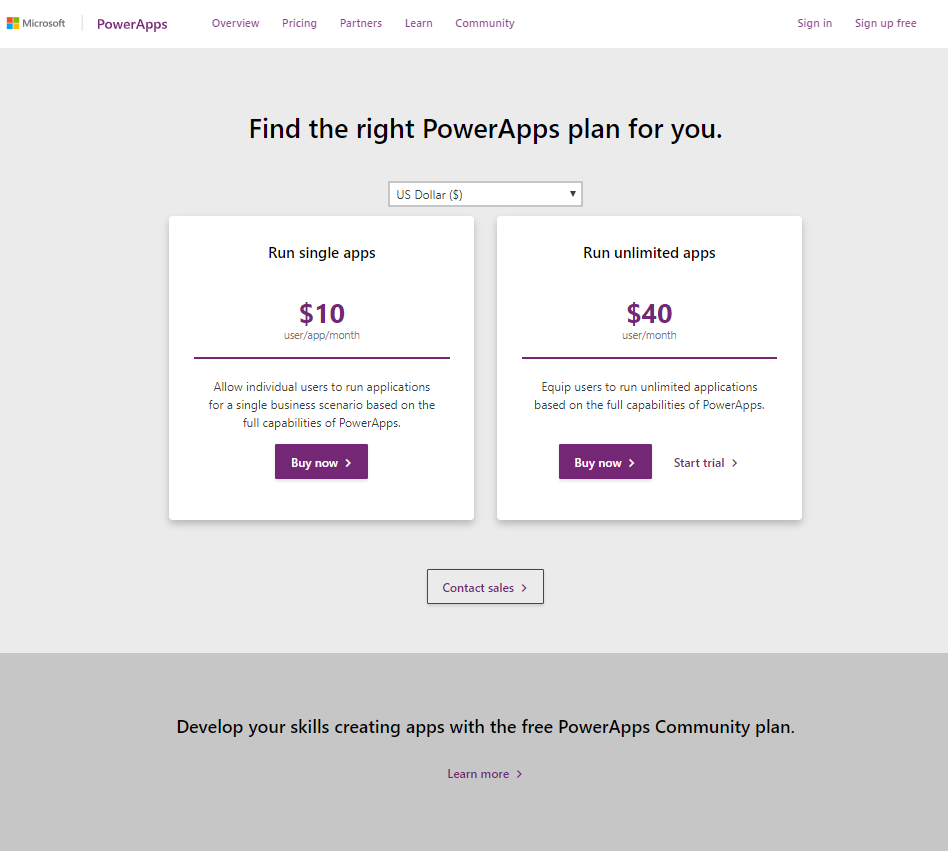 Microsoft PowerApps Overview Pricing Partners Learn Community Sign in Sign up free
Find the right PowerApps plan for you.
US Dollar ($)
Run single apps
$10
user/app/month
Allow individual users to run applications
for a single business scenario based on the
full capabilities of PowerApps.
Buy now
Run unlimited apps
$40
user/month
Equip users to run unlimited applications
based on the full capabilities of PowerApps.
Buy now Start trial
Contact sales
Develop your skills creating apps with the free PowerApps Community plan.
Learn more